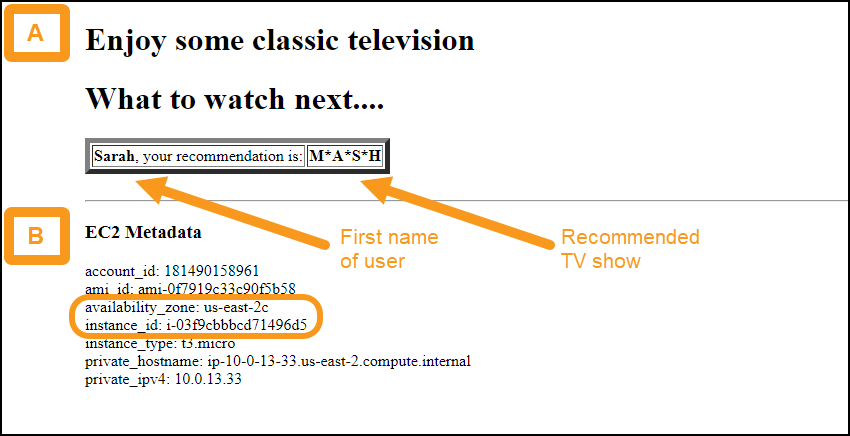 A
Enjoy some classic television
What to watch next....
Sarah, your recommendation is: M*A*S*H
B
EC2 Metadata
First name
of user
Recommended
TV show
account_id: 181490158961
ami_id: ami-0f7919c33c90f5b58
availability_zone: us-east-2c
instance_id: i-03f9cbbbcd71496d5
instance_type: t3.micro
private_hostname: ip-10-0-13-33.us-east-2.compute.internal
private_ipv4: 10.0.13.33